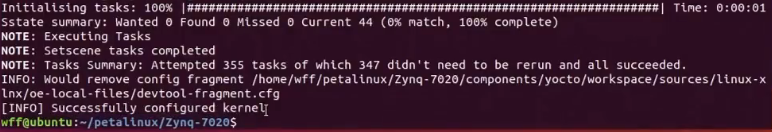 Initialising tasks: 100% |##################################################################| Time: 0:00:01
Sstate summary: Wanted 0 Found 0 Missed 0 Current 44 (0% match, 100% complete)
NOTE: Executing Tasks
NOTE: Setscene tasks completed
NOTE: Tasks Summary: Attempted 355 tasks of which 347 didn't need to be rerun and all succeeded.
INFO: Would remove config fragment /home/wff/petalinux/Zynq-7020/components/yocto/workspace/sources/linux-x
lnx/oe-local-files/devtool-fragment.cfg
[INFO] Successfully configured kernel
wff@ubuntu:~/petalinux/Zynq-7020$